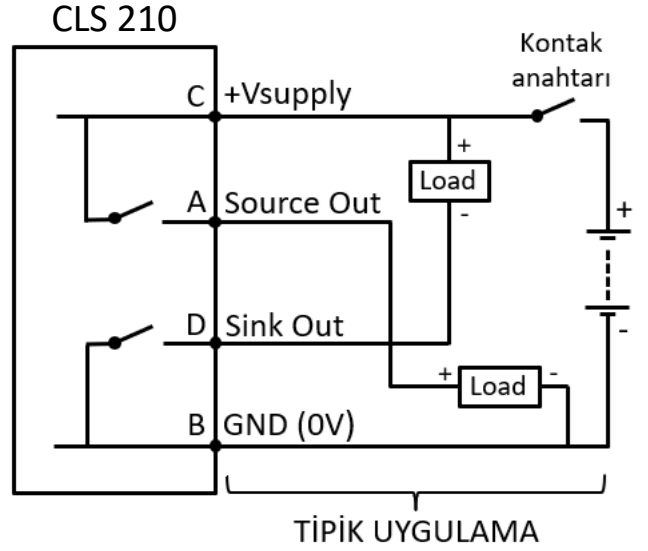 CLS 210
Kontak
anahtarı
C +Vsupply
+
Load
-
A Source Out
+
-
D Sink Out
+ Load -
B GND (0V)
TİPİK UYGULAMA